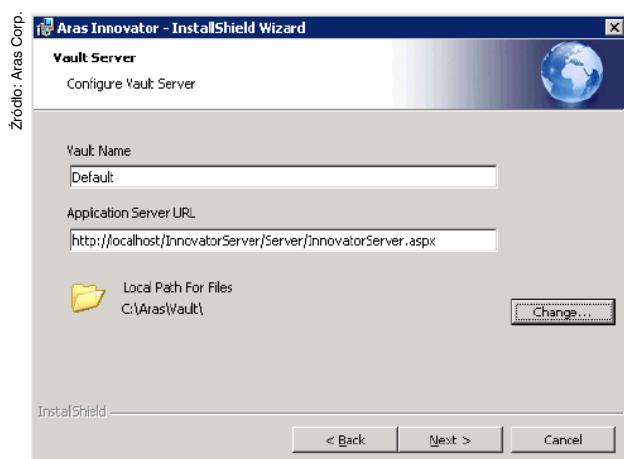 Źródło: Aras Corp.
Aras Innovator - InstallShield Wizard
Vault Server
Configure Vault Server
Vault Name
Default
Application Server URL
http://localhost/InnovatorServer/Server/InnovatorServer.aspx
Local Path For Files
C:\Aras\Vault\
Change...
InstallShield
< Back
Next >
Cancel